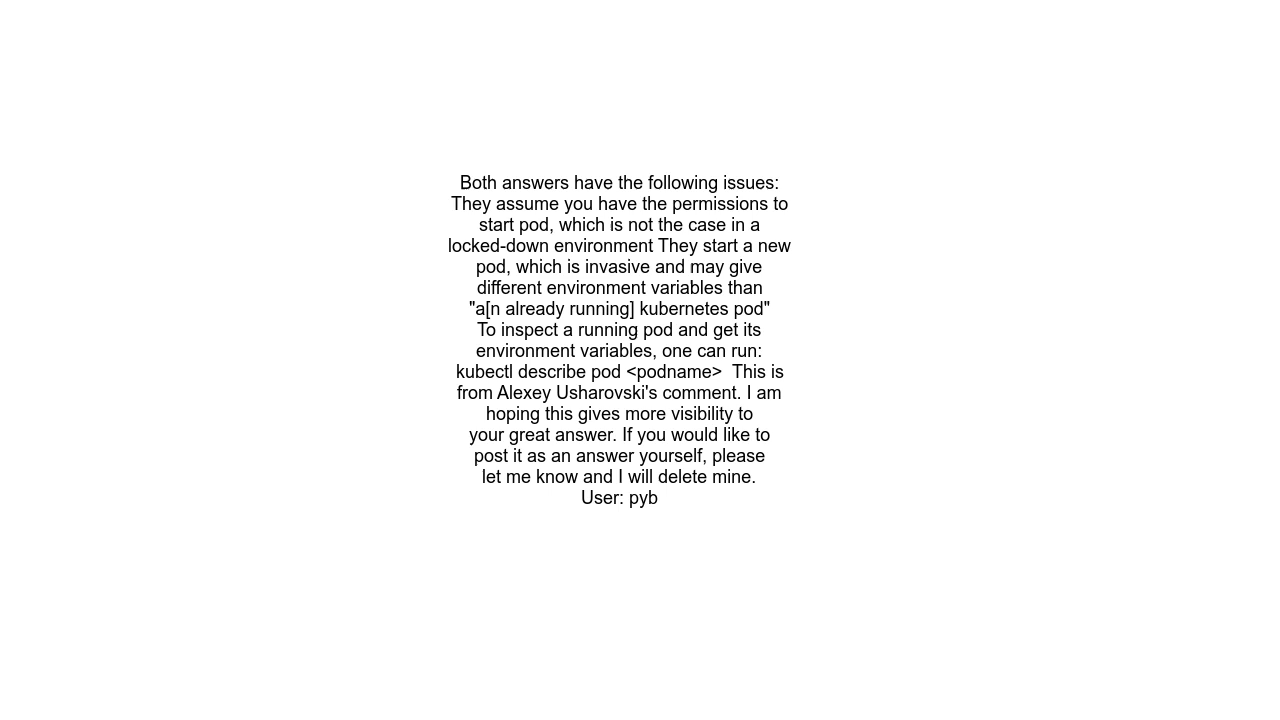 Both answers have the following issues:
They assume you have the permissions to
start pod, which is not the case in a
locked-down environment They start a new
pod, which is invasive and may give
different environment variables than
"a[n already running] kubernetes pod"
To inspect a running pod and get its
environment variables, one can run:
kubectl describe pod <podname>  This is
from Alexey Usharovski's comment. I am
hoping this gives more visibility to
your great answer. If you would like to
post it as an answer yourself, please
let me know and I will delete mine.
User: pyb